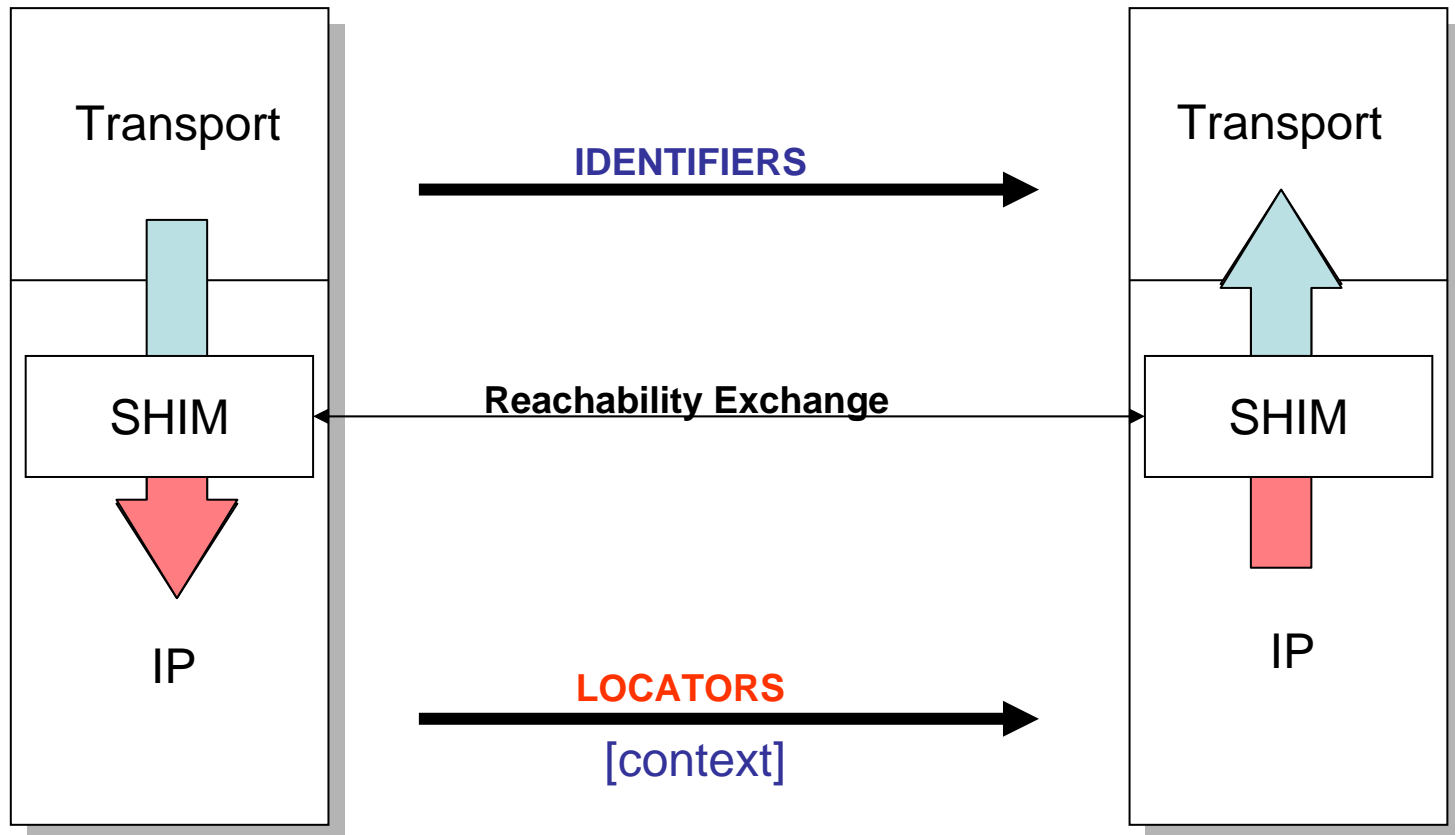 Transport
Transport
IDENTIFIERS
SHIM
Reachability Exchange
SHIM
IP
IP
LOCATORS
[context]